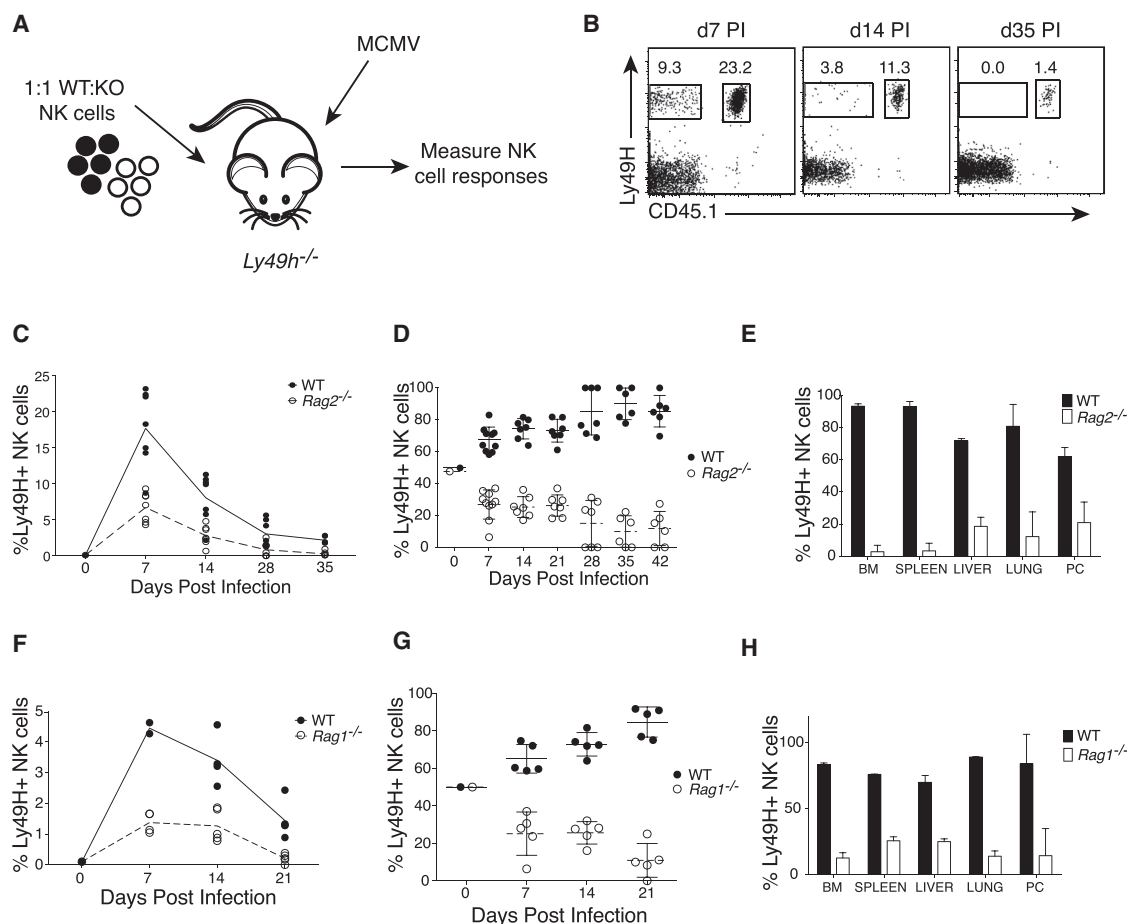 A
1:1 WT:KO
NK cells
MCMV
Measure NK
cell responses
Ly49h-/-
B
d7 PI
d14 PI
d35 PI
9.3
23.2
3.8
11.3
0.0
1.4
Ly49H
CD45.1
C
%Ly49H+ NK cells
25
20
15
10
5
0
0
7
14
28
35
Days Post Infection
WT
Rag2-/-
D
% Ly49H+ NK cells
100
80
60
40
20
0
0
7
14
21
28
35
42
Days Post Infection
WT
Rag2-/-
E
% Ly49H+ NK cells
100
80
60
40
20
0
BM
SPLEEN
LIVER
LUNG
PC
WT
Rag2-/-
F
% Ly49H+ NK cells
5
4
3
2
1
0
0
7
14
21
Days Post Infection
WT
Rag1-/-
G
% Ly49H+ NK cells
100
80
60
40
20
0
0
7
14
21
Days Post Infection
WT
Rag1-/-
H
% Ly49H+ NK cells
100
50
0
BM
SPLEEN
LIVER
LUNG
PC
WT
Rag1-/-